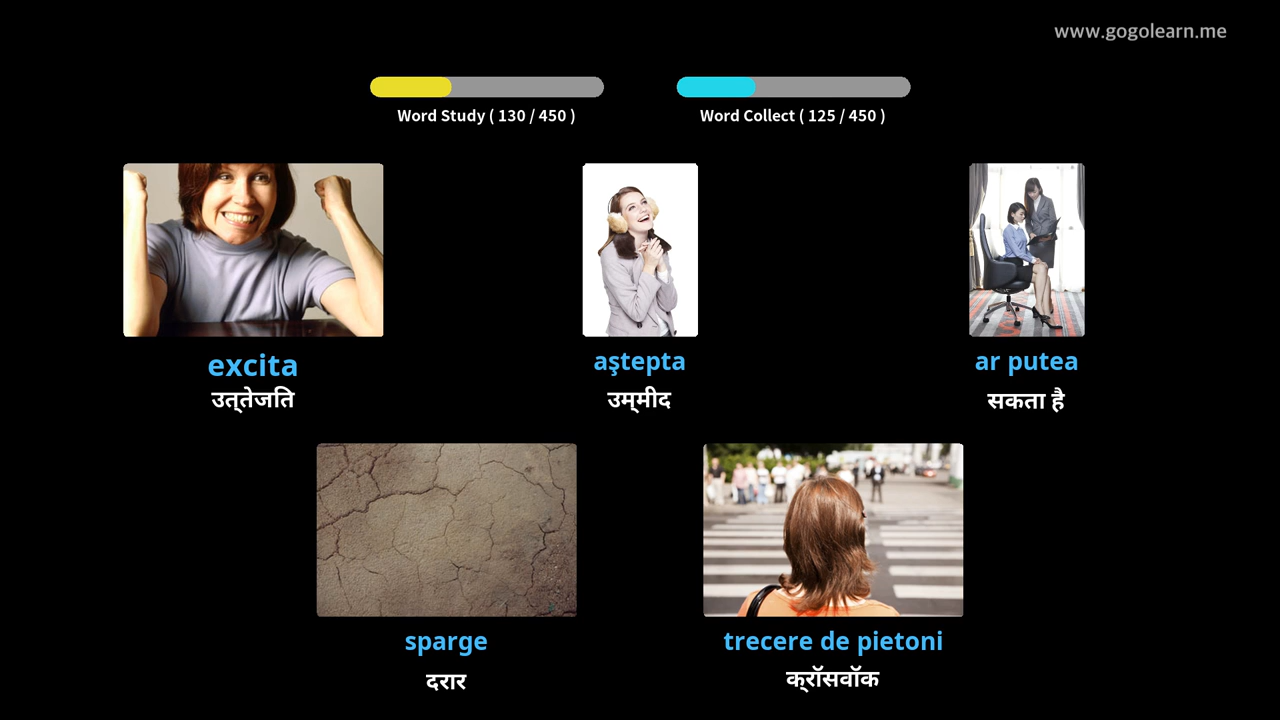 www.gogolearn.me
Word Study ( 130 / 450 )
Word Collect ( 125 / 450 )
excita
उत्‌तेजति
aştepta
उम्‌मीद
ar putea
सकता है
sparge
दरार
trecere de pietoni
क्‌रॉसवॉक